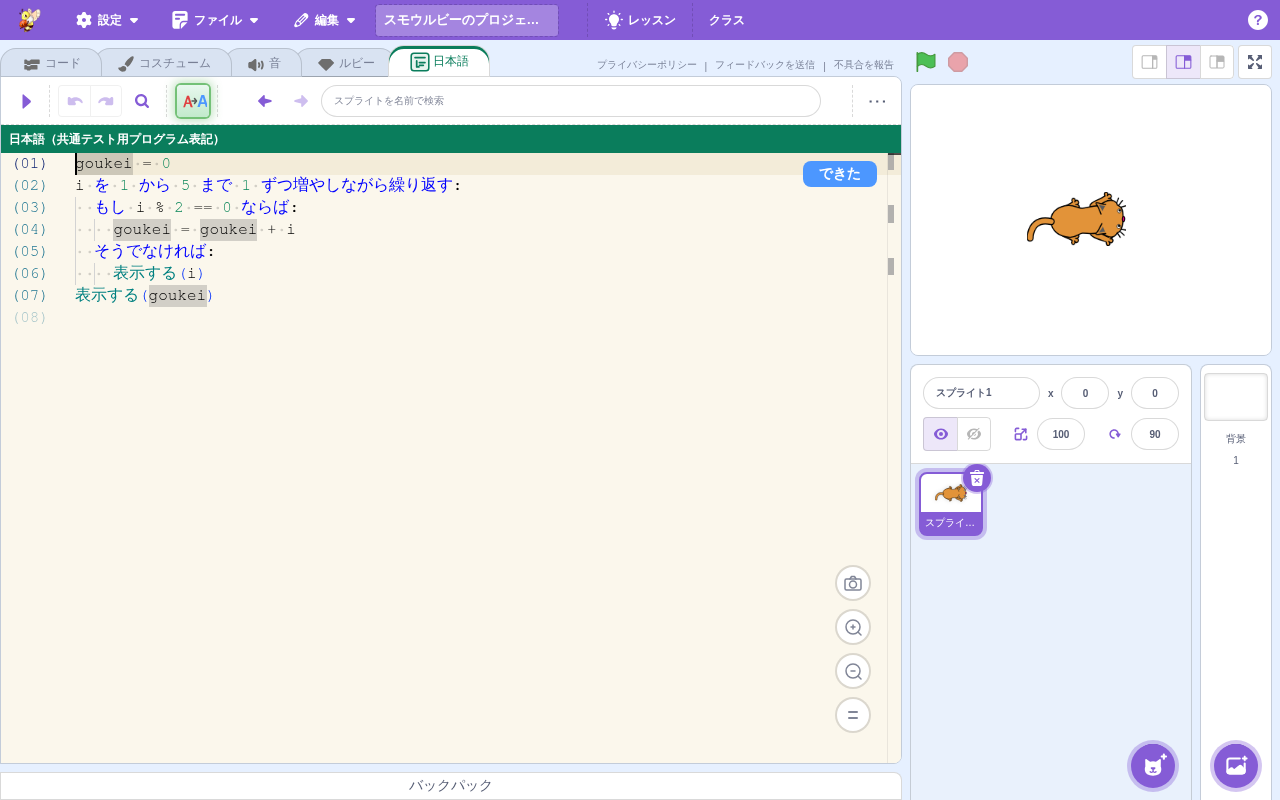 設定
ファイル
編集
スモウルビーのプロジェ…
レッスン
クラス
?
コード
コスチューム
音
ルビー
日本語
プライバシーポリシー | フィードバックを送信 | 不具合を報告
A→A
スプライトを名前で検索
...
日本語（共通テスト用プログラム表記）
(01) goukei = 0
(02) i を 1 から 5 まで 1 ずつ増やしながら繰り返す:
(03) もし i % 2 == 0 ならば:
(04) goukei = goukei + i
(05) そうでなければ:
(06) 表示する(i)
(07) 表示する(goukei)
(08)
できた
スプライト1
x
0
y
0
100
90
スプライ…
背景
1
バックパック